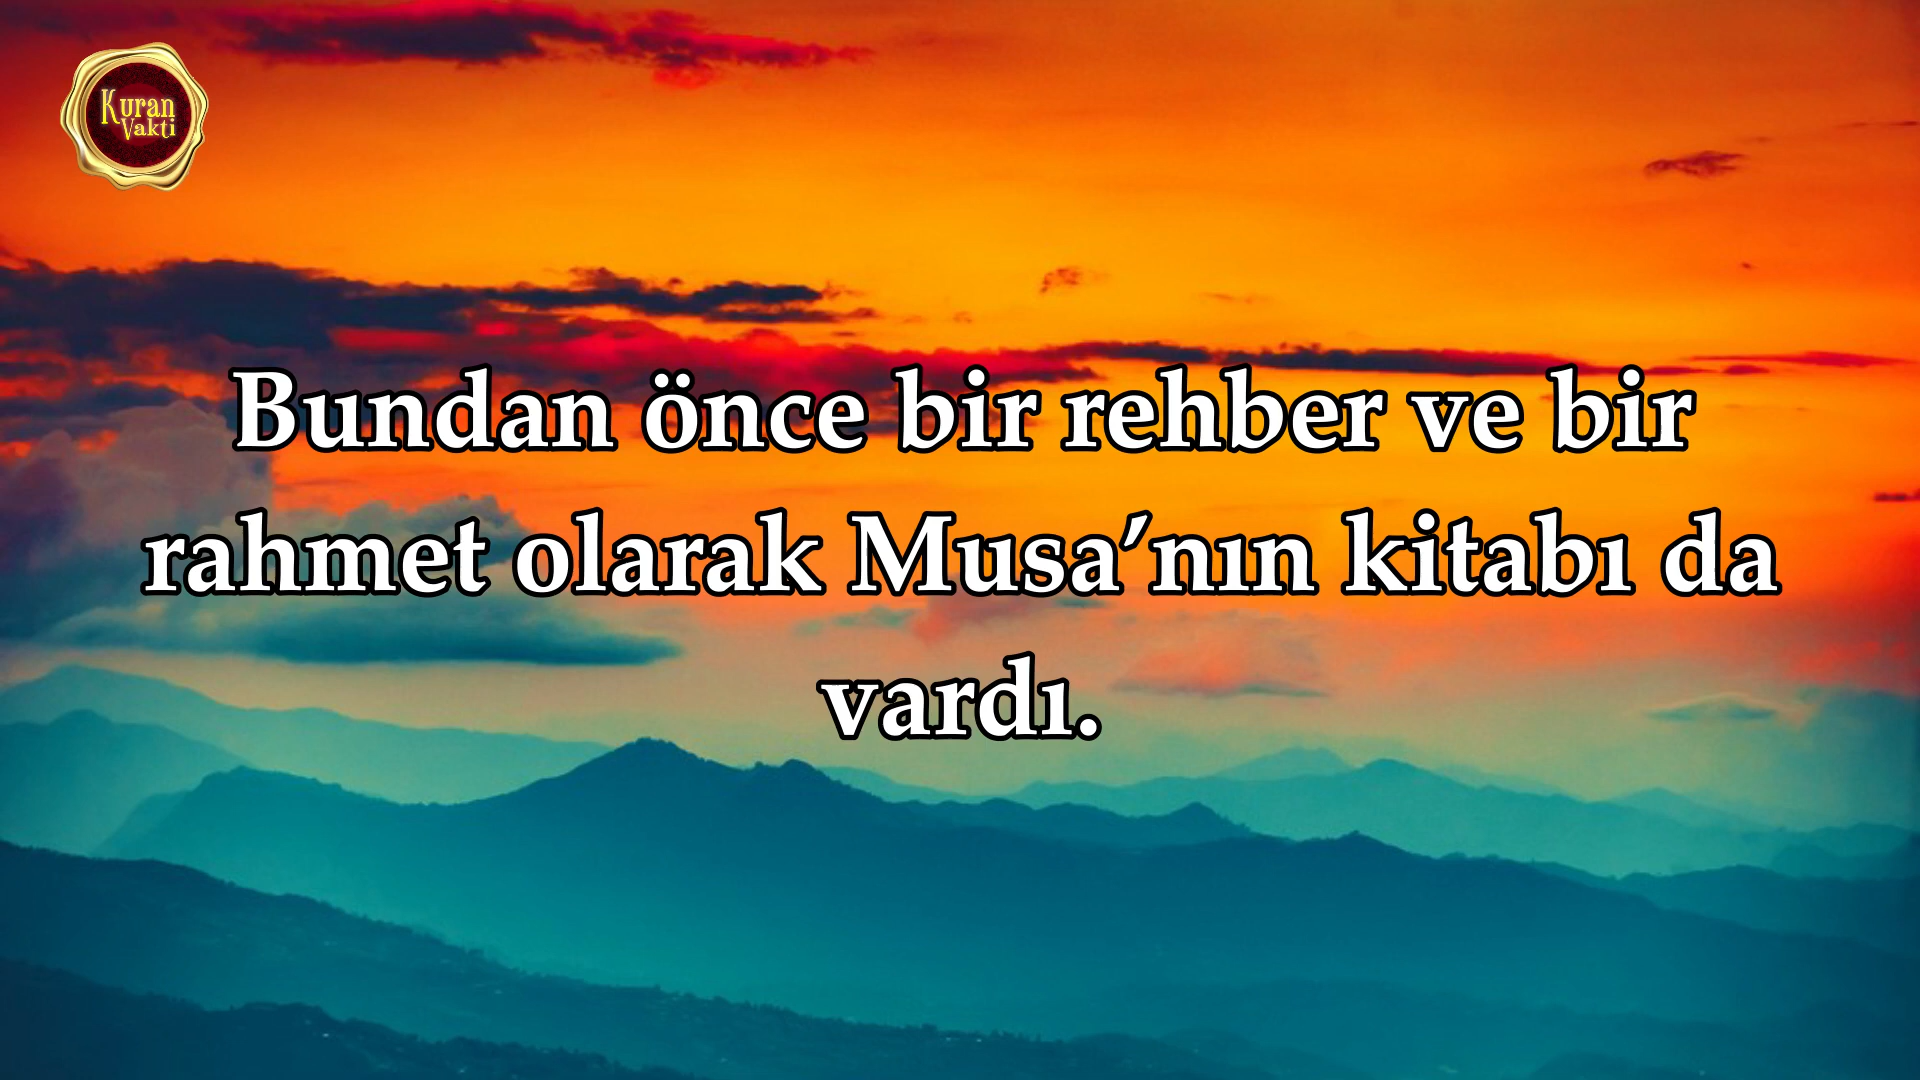 Kuran
Vakti
Bundan önce bir rehber ve bir
rahmet olarak Musa’nın kitabı da
vardı.